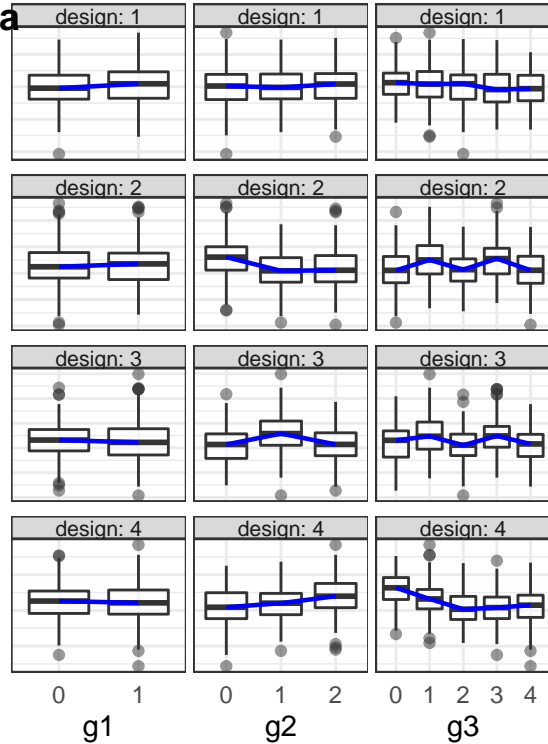 a
design: 1 design: 1 design: 1
design: 2 design: 2 design: 2
design: 3 design: 3 design: 3
design: 4 design: 4 design: 4
0 1 0 1 2 0 1 2 3 4
g1 g2 g3